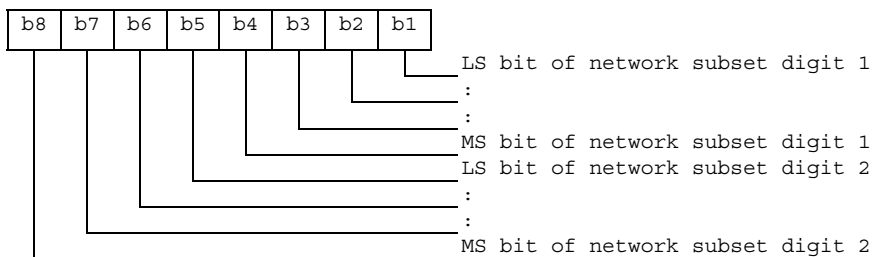 b8 b7 b6 b5 b4 b3 b2 b1
LS bit of network subset digit 1
:
:
MS bit of network subset digit 1
LS bit of network subset digit 2
:
:
MS bit of network subset digit 2